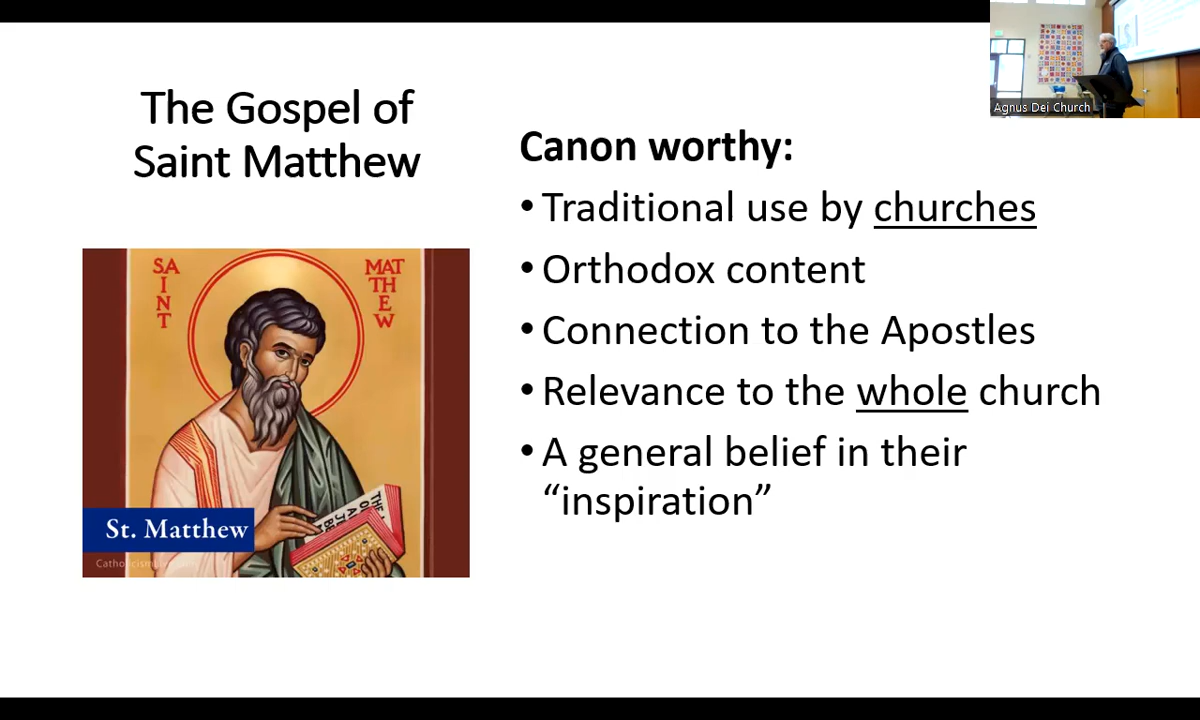 The Gospel of
Saint Matthew
Canon worthy:
• Traditional use by churches
• Orthodox content
• Connection to the Apostles
• Relevance to the whole church
• A general belief in their
“inspiration”
SA
I
N
T
MAT
TH
E
W
St. Matthew
Agnus Dei Church